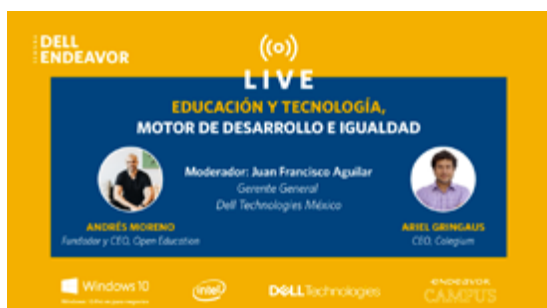 DELL
ENDEAVOR
LIVE
EDUCACIÓN Y TECNOLOGÍA,
MOTOR DE DESARROLLO E IGUALDAD
Moderador: Juan Francisco Aguilar
Gerente General
Dell Technologies México
ANDRÉS MORENO
Fundador y CEO, Open Education
ARIEL GRINGAUS
CEO, Colegium
Windows 10
intel
DELL Technologies
ENDEAVOR
CAMPUS